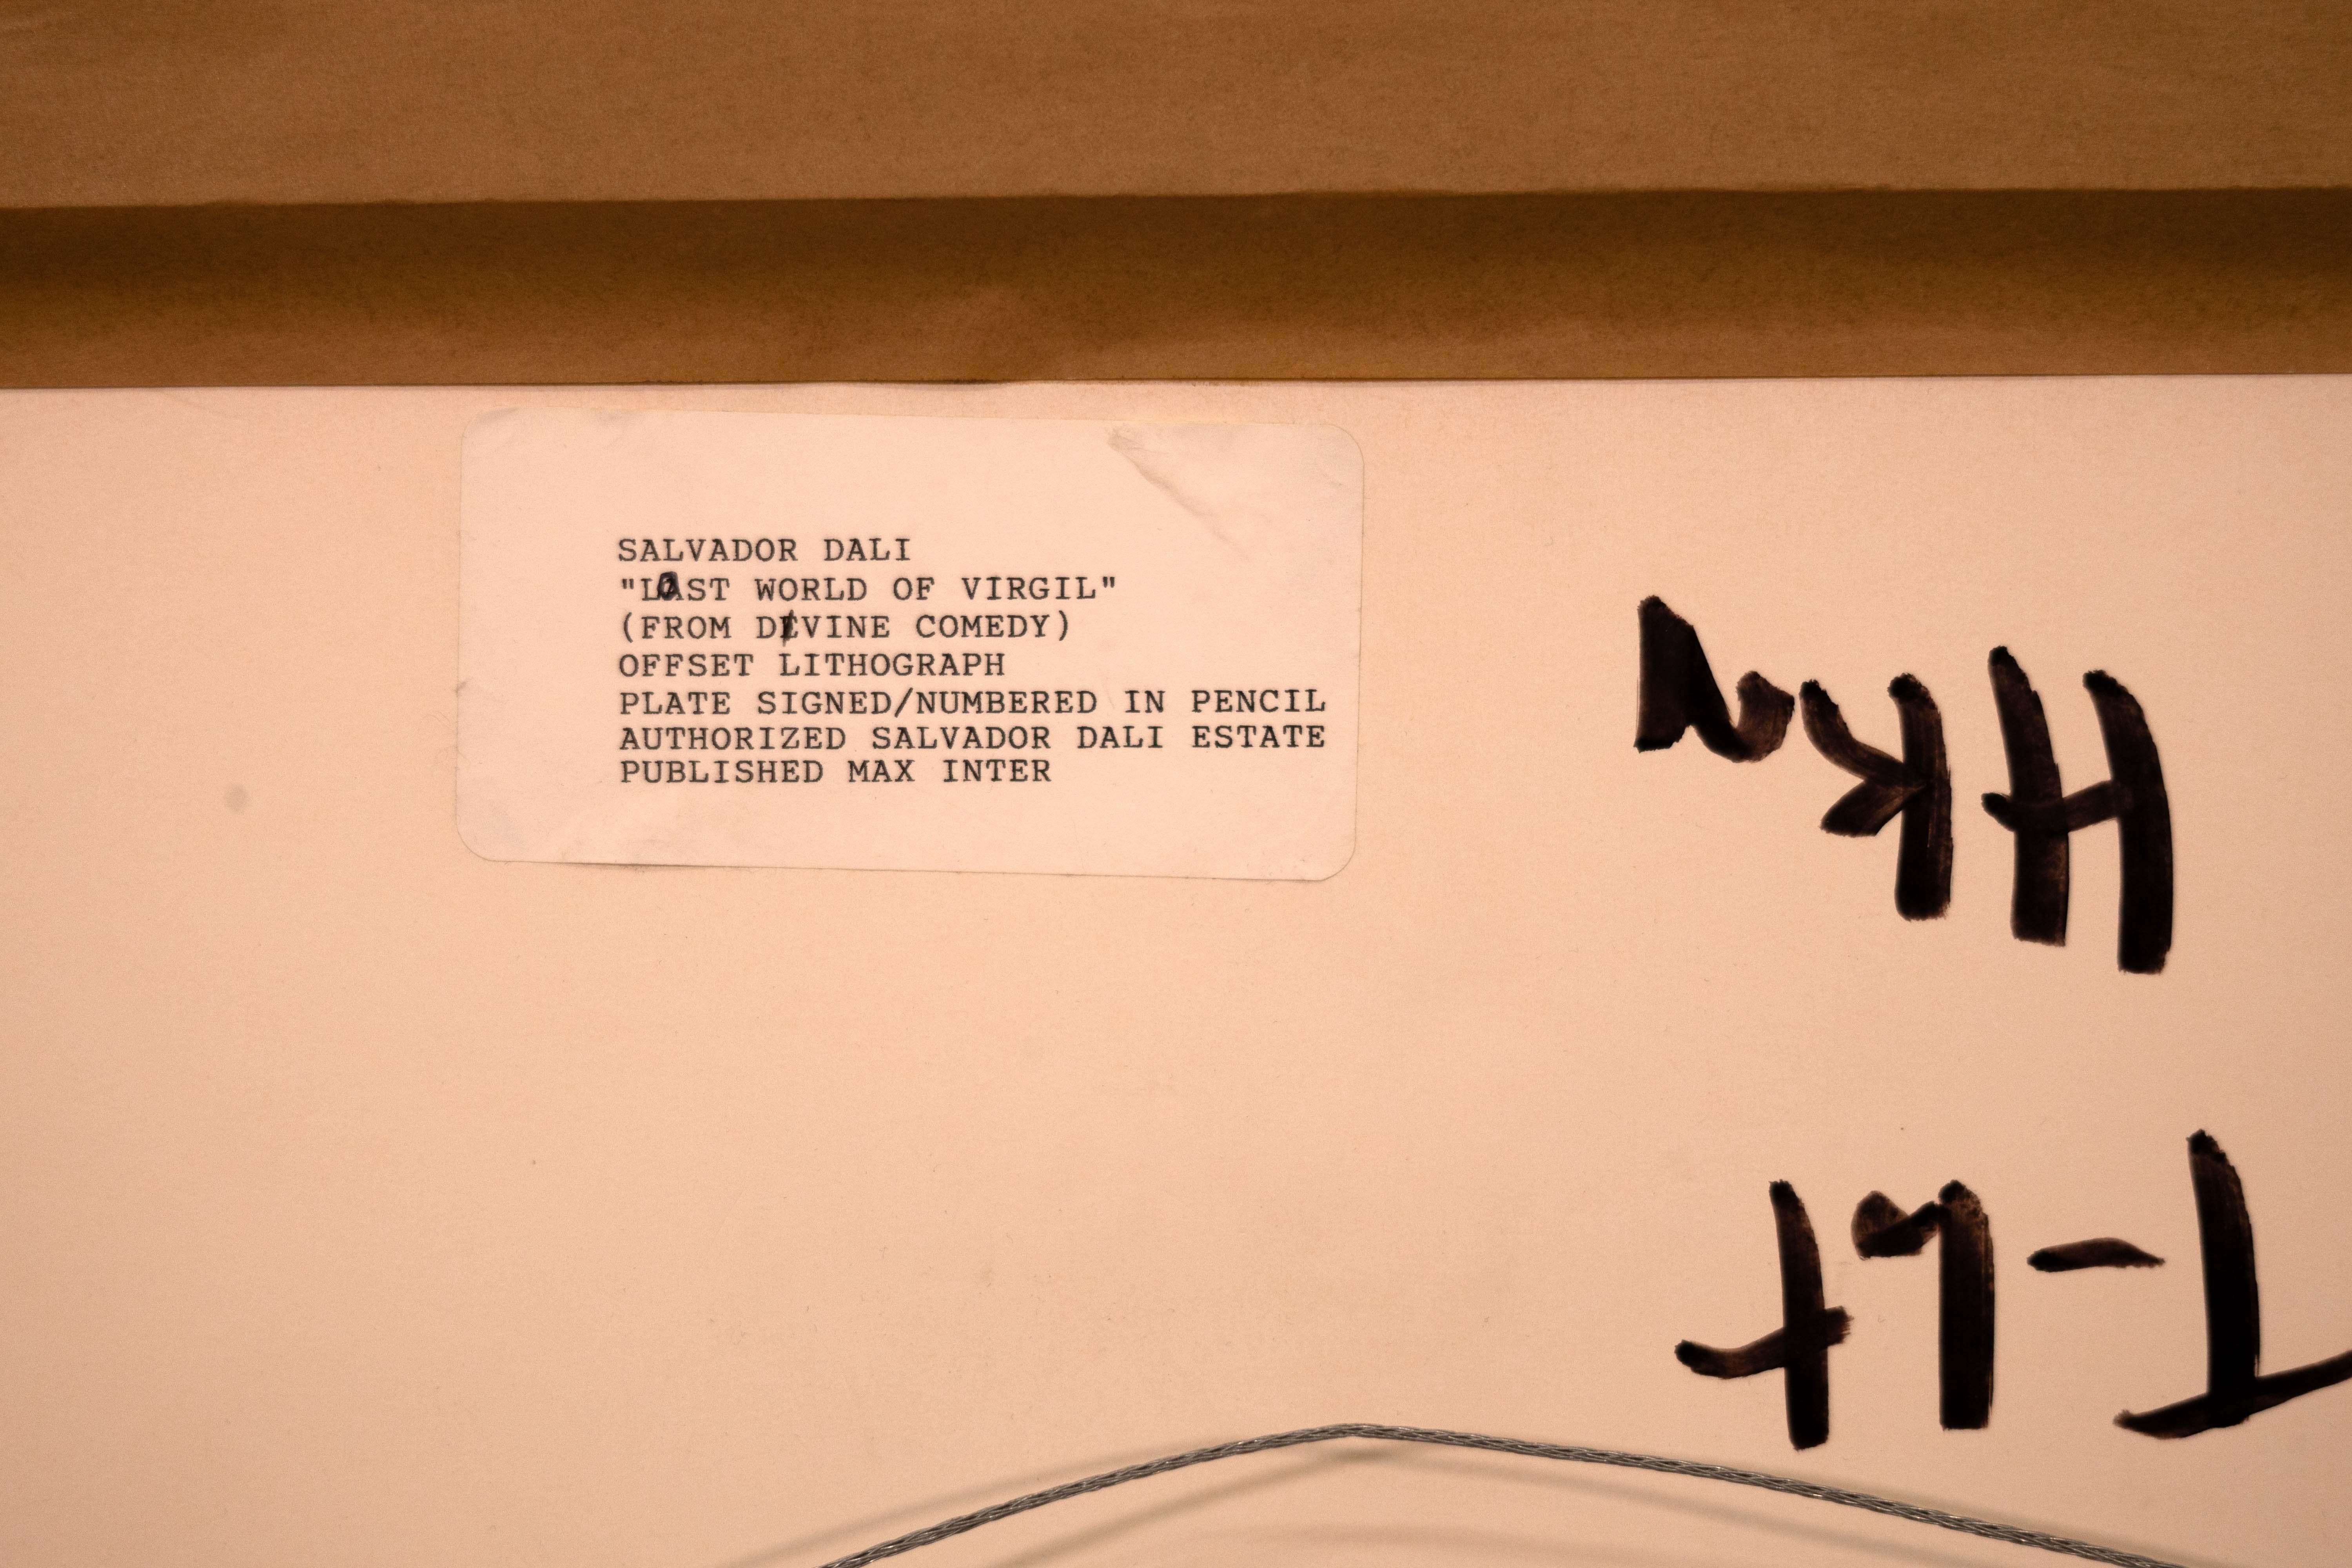 SALVADOR DALI
"LOST WORLD OF VIRGIL"
(FROM DIVINE COMEDY)
OFFSET LITHOGRAPH
PLATE SIGNED/NUMBERED IN PENCIL
AUTHORIZED SALVADOR DALI ESTATE
PUBLISHED MAX INTER